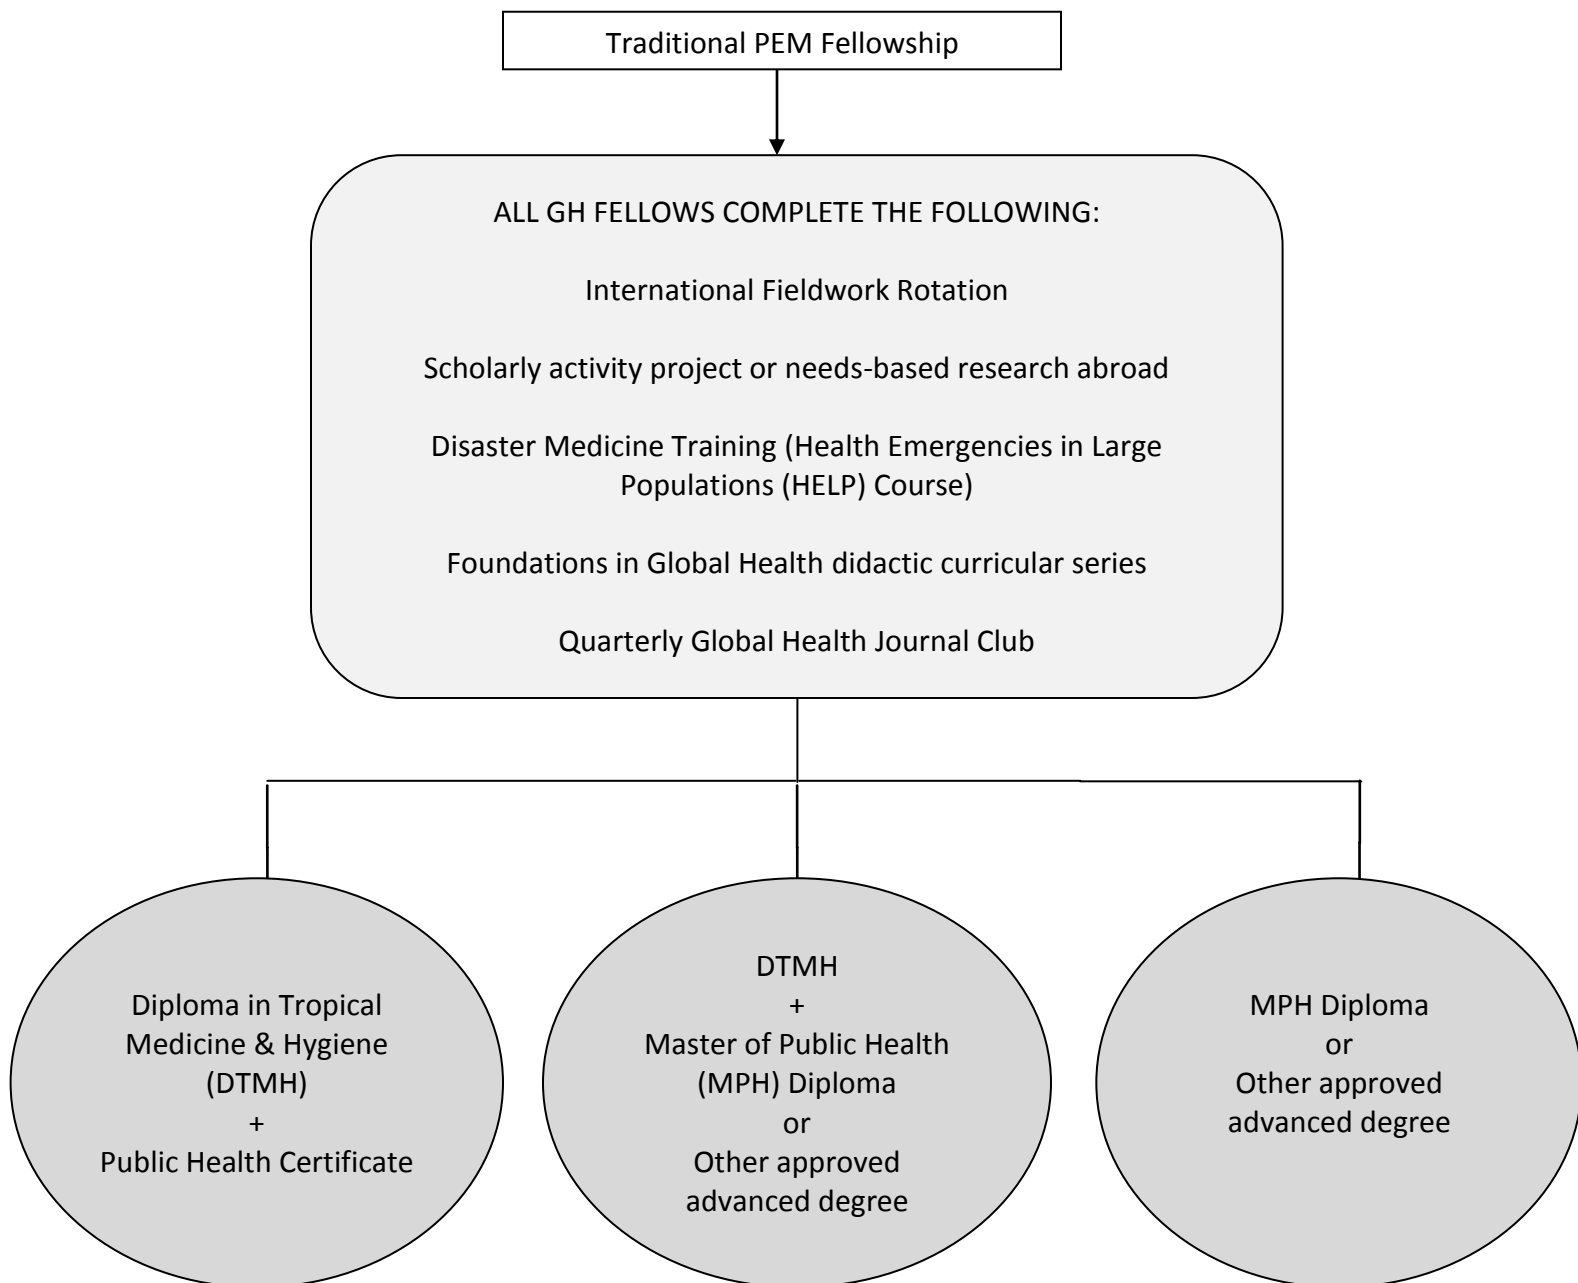 Traditional PEM Fellowship
ALL GH FELLOWS COMPLETE THE FOLLOWING:
International Fieldwork Rotation
Scholarly activity project or needs-based research abroad
Disaster Medicine Training (Health Emergencies in Large
Populations (HELP) Course)
Foundations in Global Health didactic curricular series
Quarterly Global Health Journal Club
Diploma in Tropical
Medicine & Hygiene
(DTMH)
+
Public Health Certificate
DTMH
+
Master of Public Health
(MPH) Diploma
or
Other approved
advanced degree
MPH Diploma
or
Other approved
advanced degree